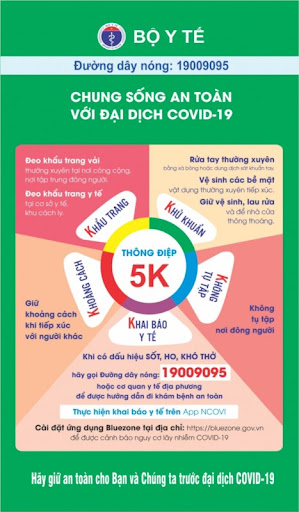 BỘ Y TẾ
Đường dây nóng: 19009095
CHUNG SỐNG AN TOÀN
VỚI ĐẠI DỊCH COVID-19
Đeo khẩu trang vải
thường xuyên tại nơi công cộng,
nơi tập trung đông người.
Đeo khẩu trang y tế
tại cơ sở y tế,
khu cách ly.
Rửa tay thường xuyên
bằng xà bông hoặc dung dịch sát khuẩn tay.
Vệ sinh các bề mặt
vật dụng thường xuyên tiếp xúc.
Giữ vệ sinh, lau rửa
và để nhà cửa
thông thoáng.
KHẨU TRANG
KHỬ KHUẨN
KHOẢNG CÁCH
THÔNG ĐIỆP
5K
KHÔNG
TỤ TẬP
KHAI BÁO
Y TẾ
Giữ
khoảng cách
khi tiếp xúc
với người khác
Không
tụ tập
nơi đông người
Khi có dấu hiệu SỐT, HO, KHÓ THỞ
hãy gọi Đường dây nóng: 19009095
hoặc cơ quan y tế địa phương
để được hướng dẫn đi khám bệnh an toàn
Thực hiện khai báo y tế trên App NCOVI
Cài đặt ứng dụng Bluezone tại địa chỉ: https://bluezone.gov.vn
để được cảnh báo nguy cơ lây nhiễm COVID-19
Hãy giữ an toàn cho Bạn và Chúng ta trước đại dịch COVID-19